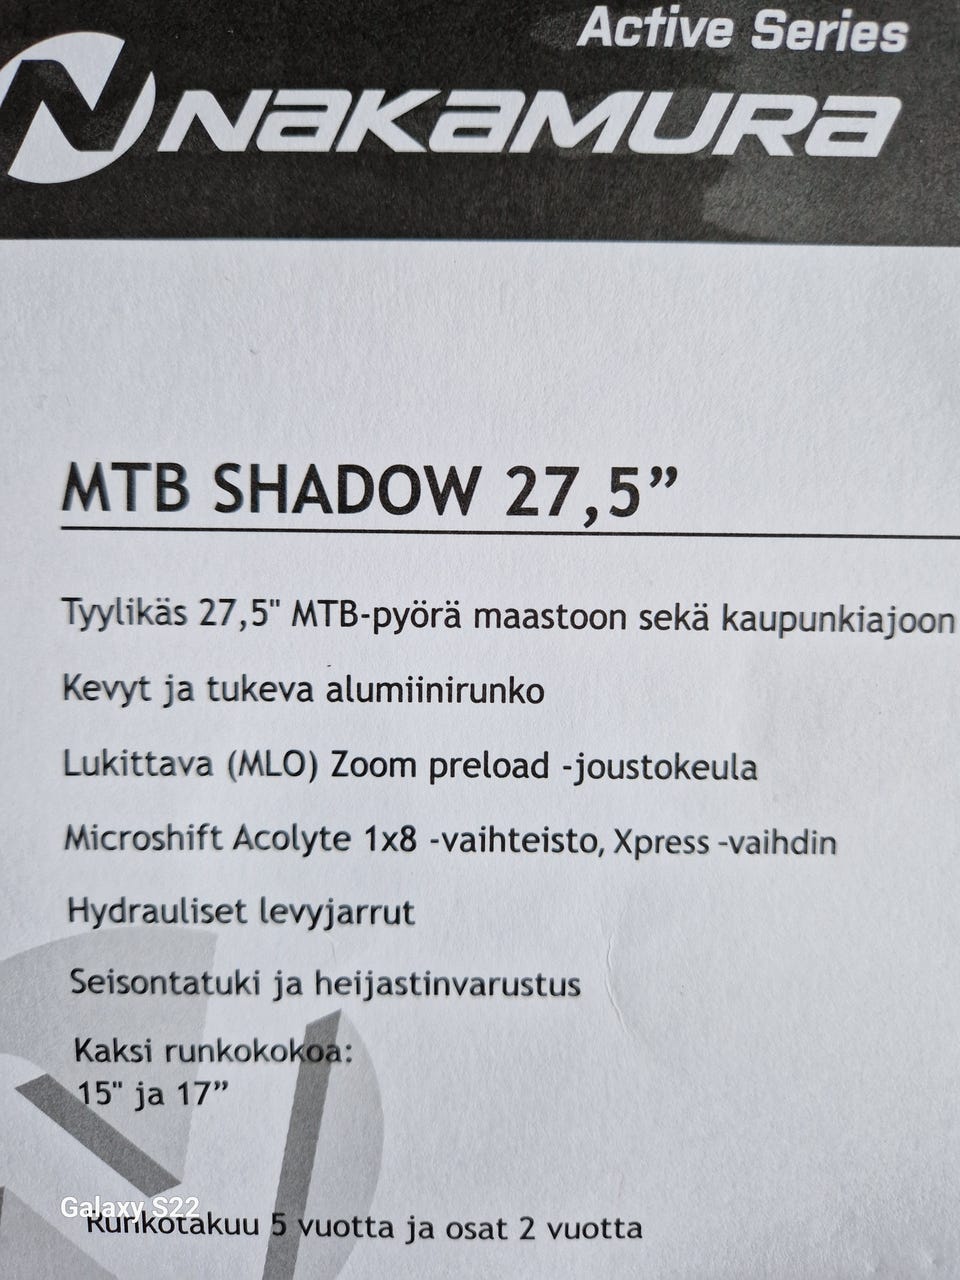 Active Series
NAKAMURA
MTB SHADOW 27,5”
Tyylikäs 27,5" MTB-pyörä maastoon sekä kaupunkiajoon
Kevyt ja tukeva alumiinirunko
Lukittava (MLO) Zoom preload -joustokeula
Microshift Acolyte 1x8 -vaihteisto, Xpress -vaihdin
Hydrauliset levyjarrut
Seisontatuki ja heijastinvarustus
Kaksi runkokokoa:
15" ja 17”
Galaxy S22
Runkotakuu 5 vuotta ja osat 2 vuotta